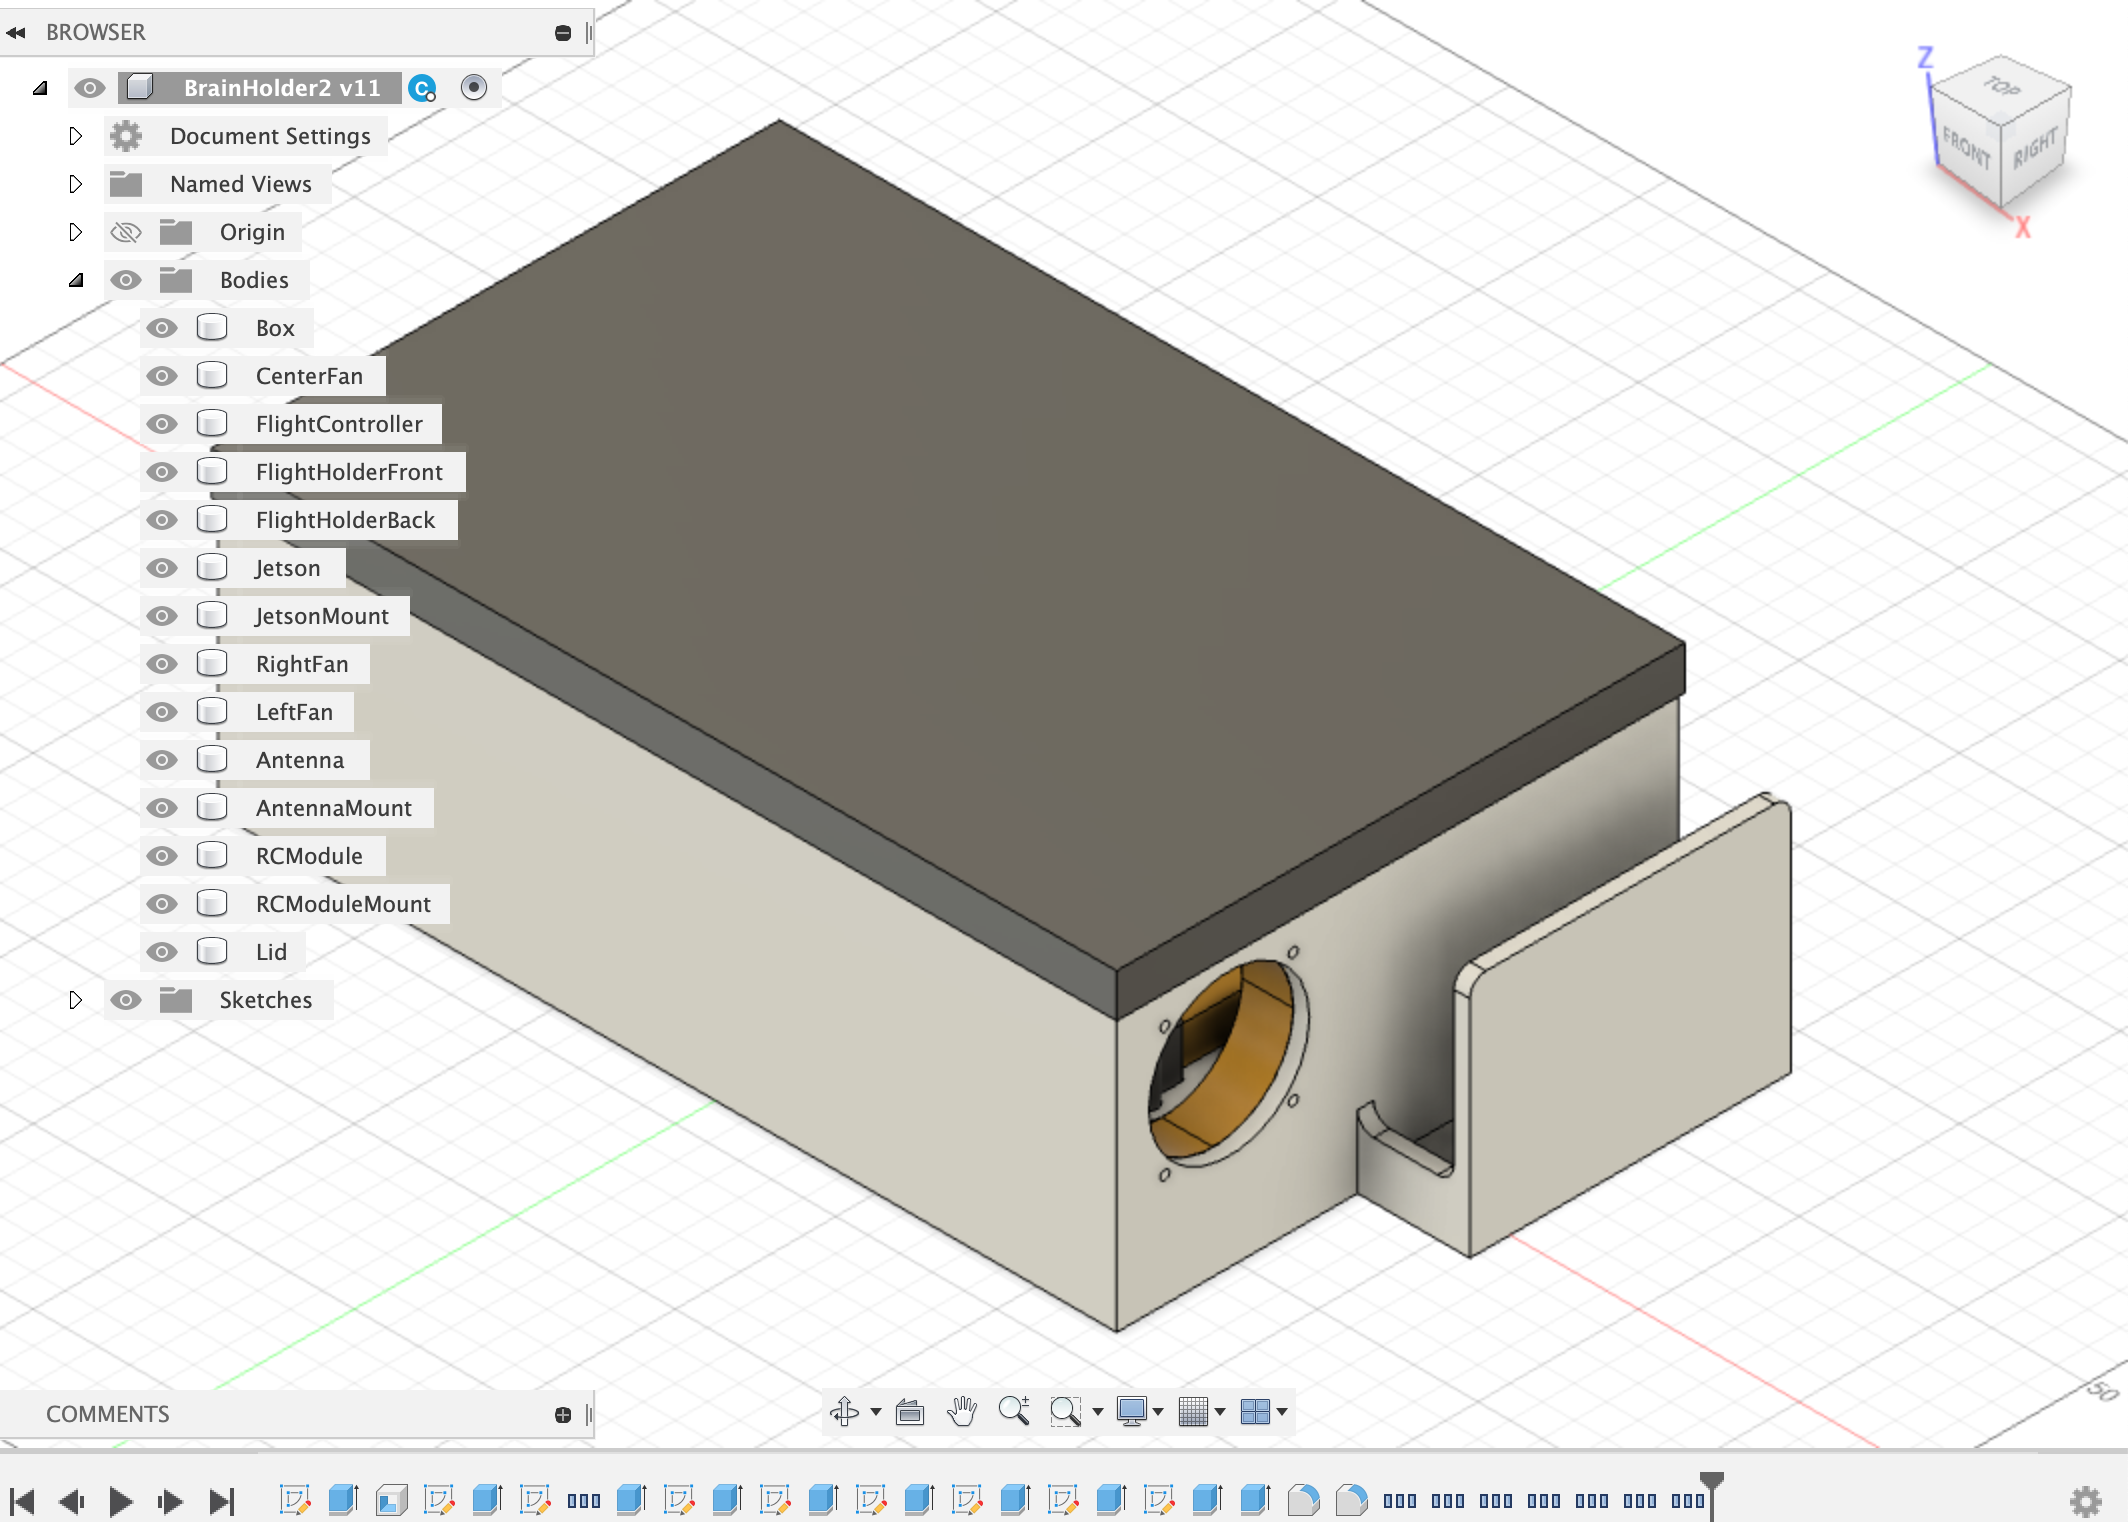 BROWSER
BrainHolder2 v11
Document Settings
Named Views
Origin
Bodies
Box
CenterFan
FlightController
FlightHolderFront
FlightHolderBack
Jetson
JetsonMount
RightFan
LeftFan
Antenna
AntennaMount
RCModule
RCModuleMount
Lid
Sketches
COMMENTS
Z
TOP
FRONT
RIGHT
X
50